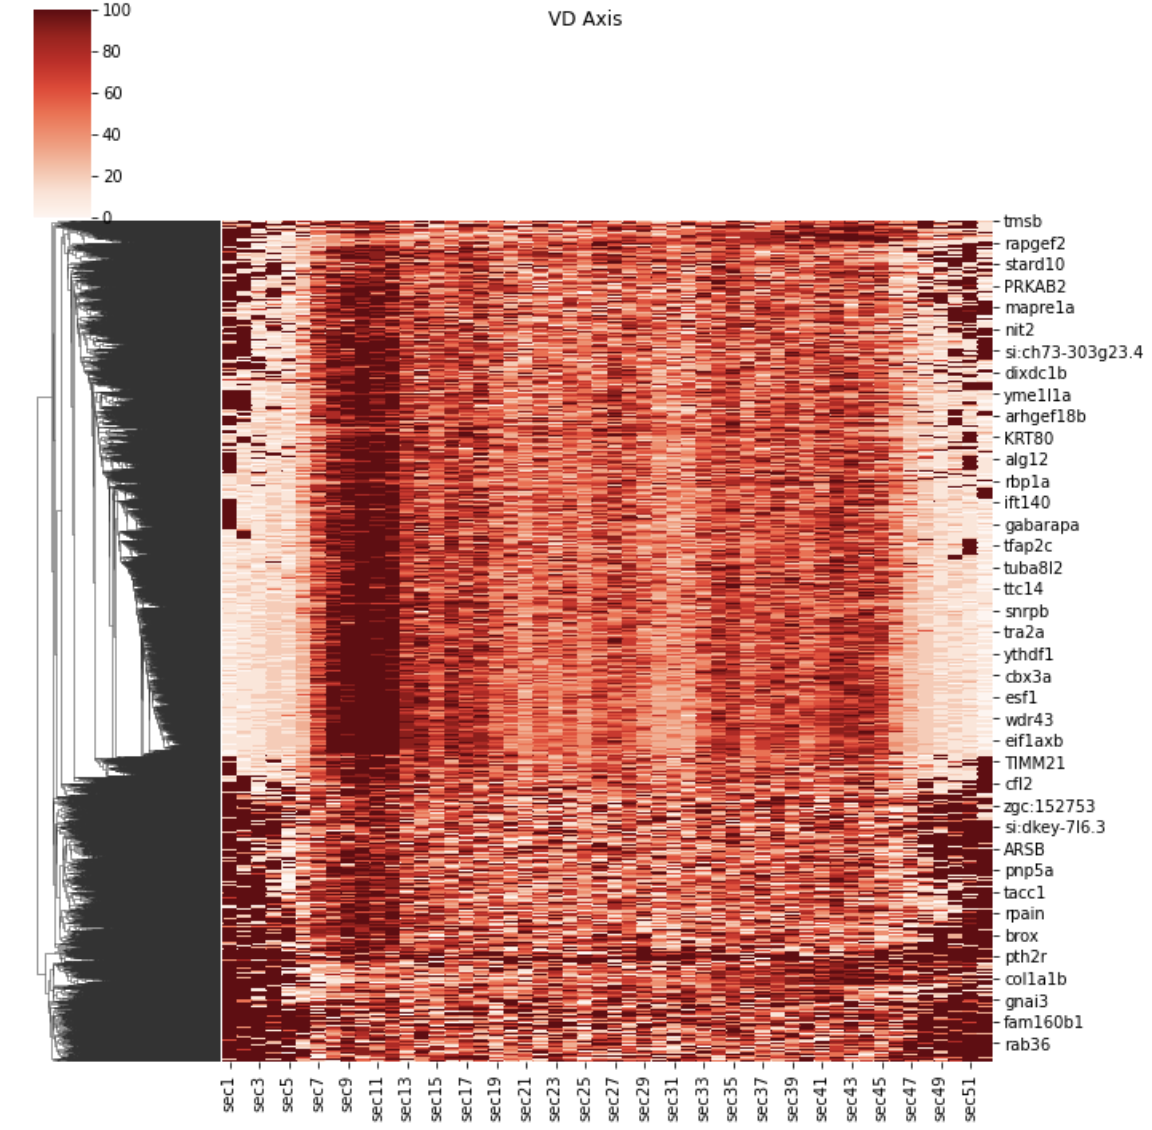 VD Axis
100
80
60
40
20
0
tmsb
rapgef2
stard10
PRKAB2
mapre1a
nit2
si:ch73-303g23.4
dixdc1b
yme1l1a
arhgef18b
KRT80
alg12
rbp1a
ift140
gabarapa
tfap2c
tuba8l2
ttc14
snrpb
tra2a
ythdf1
cbx3a
esf1
wdr43
eif1axb
TIMM21
cfl2
zgc:152753
si:dkey-7l6.3
ARSB
pnp5a
tacc1
rpain
brox
pth2r
col1a1b
gnai3
fam160b1
rab36
sec1
sec3
sec5
sec7
sec9
sec11
sec13
sec15
sec17
sec19
sec21
sec23
sec25
sec27
sec29
sec31
sec33
sec35
sec37
sec39
sec41
sec43
sec45
sec47
sec49
sec51